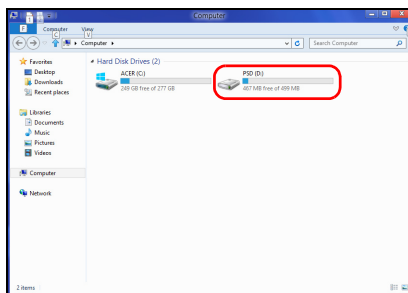 Computer
F Computer View
C V
Computer
Search Computer
Favorites
Desktop
Downloads
Recent places
Libraries
Documents
Music
Pictures
Videos
Computer
Network
Hard Disk Drives (2)
ACER (C:)
249 GB free of 277 GB
PSD (D:)
467 MB free of 499 MB
2 items